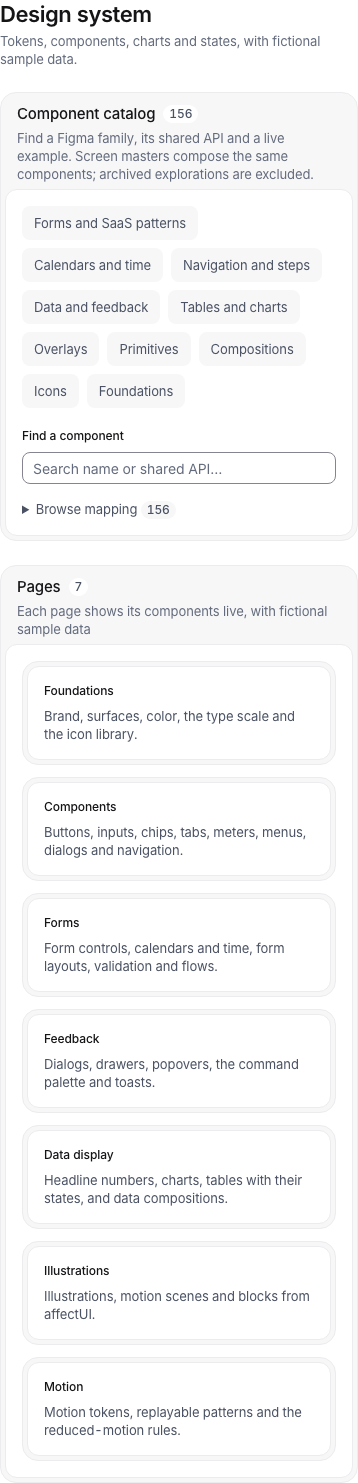 Design system
Tokens, components, charts and states, with fictional
sample data.
Component catalog 156
Find a Figma family, its shared API and a live
example. Screen masters compose the same
components; archived explorations are excluded.
Forms and SaaS patterns
Calendars and time Navigation and steps
Data and feedback Tables and charts
Overlays Primitives Compositions
Icons Foundations
Find a component
Search name or shared API...
Browse mapping 156
Pages 7
Each page shows its components live, with fictional
sample data
Foundations
Brand, surfaces, color, the type scale and
the icon library.
Components
Buttons, inputs, chips, tabs, meters, menus,
dialogs and navigation.
Forms
Form controls, calendars and time, form
layouts, validation and flows.
Feedback
Dialogs, drawers, popovers, the command
palette and toasts.
Data display
Headline numbers, charts, tables with their
states, and data compositions.
Illustrations
Illustrations, motion scenes and blocks from
affectUI.
Motion
Motion tokens, replayable patterns and the
reduced-motion rules.